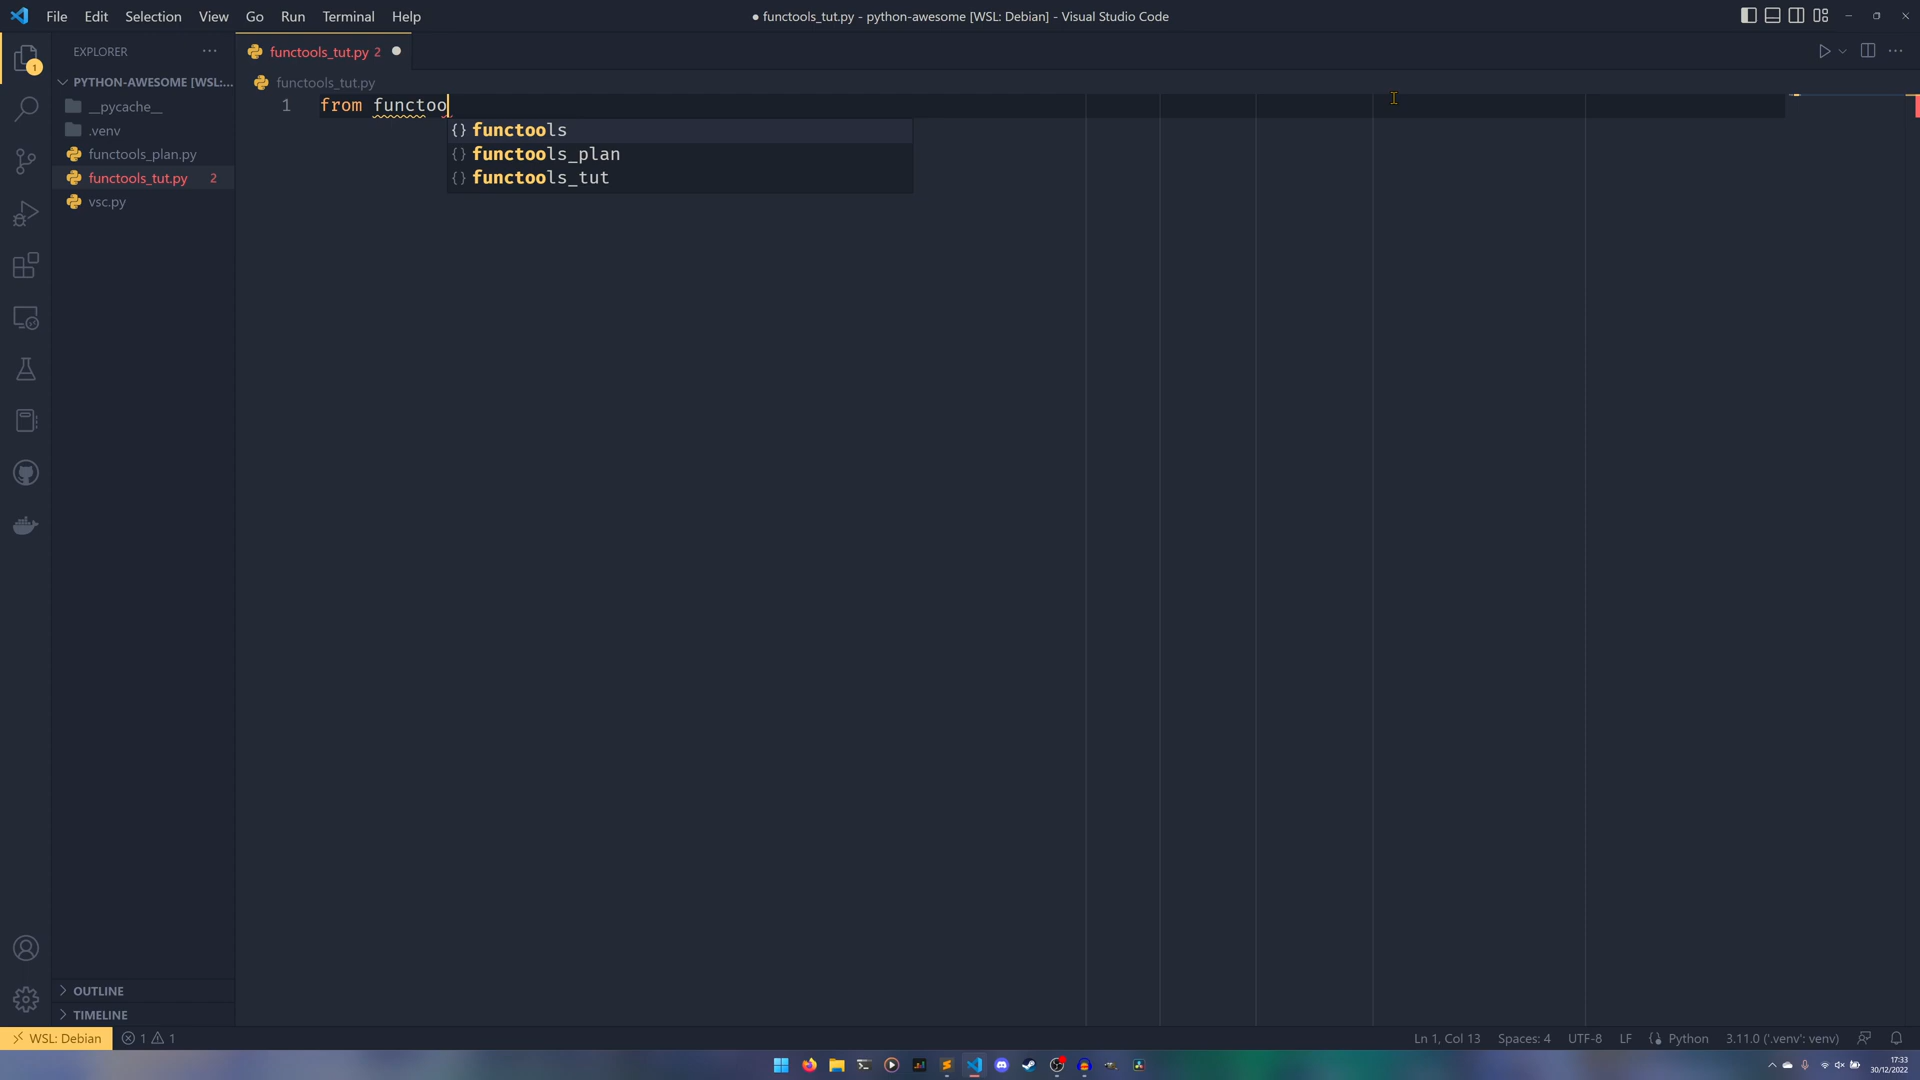 File Edit Selection View Go Run Terminal Help
● functools_tut.py - python-awesome [WSL: Debian] - Visual Studio Code
EXPLORER
functools_tut.py 2
1
PYTHON-AWESOME [WSL:...
functools_tut.py
__pycache__
1 from functoo
.venv
{} functools
functools_plan.py
{} functools_plan
functools_tut.py 2
{} functools_tut
vsc.py
OUTLINE
TIMELINE
WSL: Debian 1 1
Ln 1, Col 13 Spaces: 4 UTF-8 LF {} Python 3.11.0 ('.venv': venv)
17:33
30/12/2022